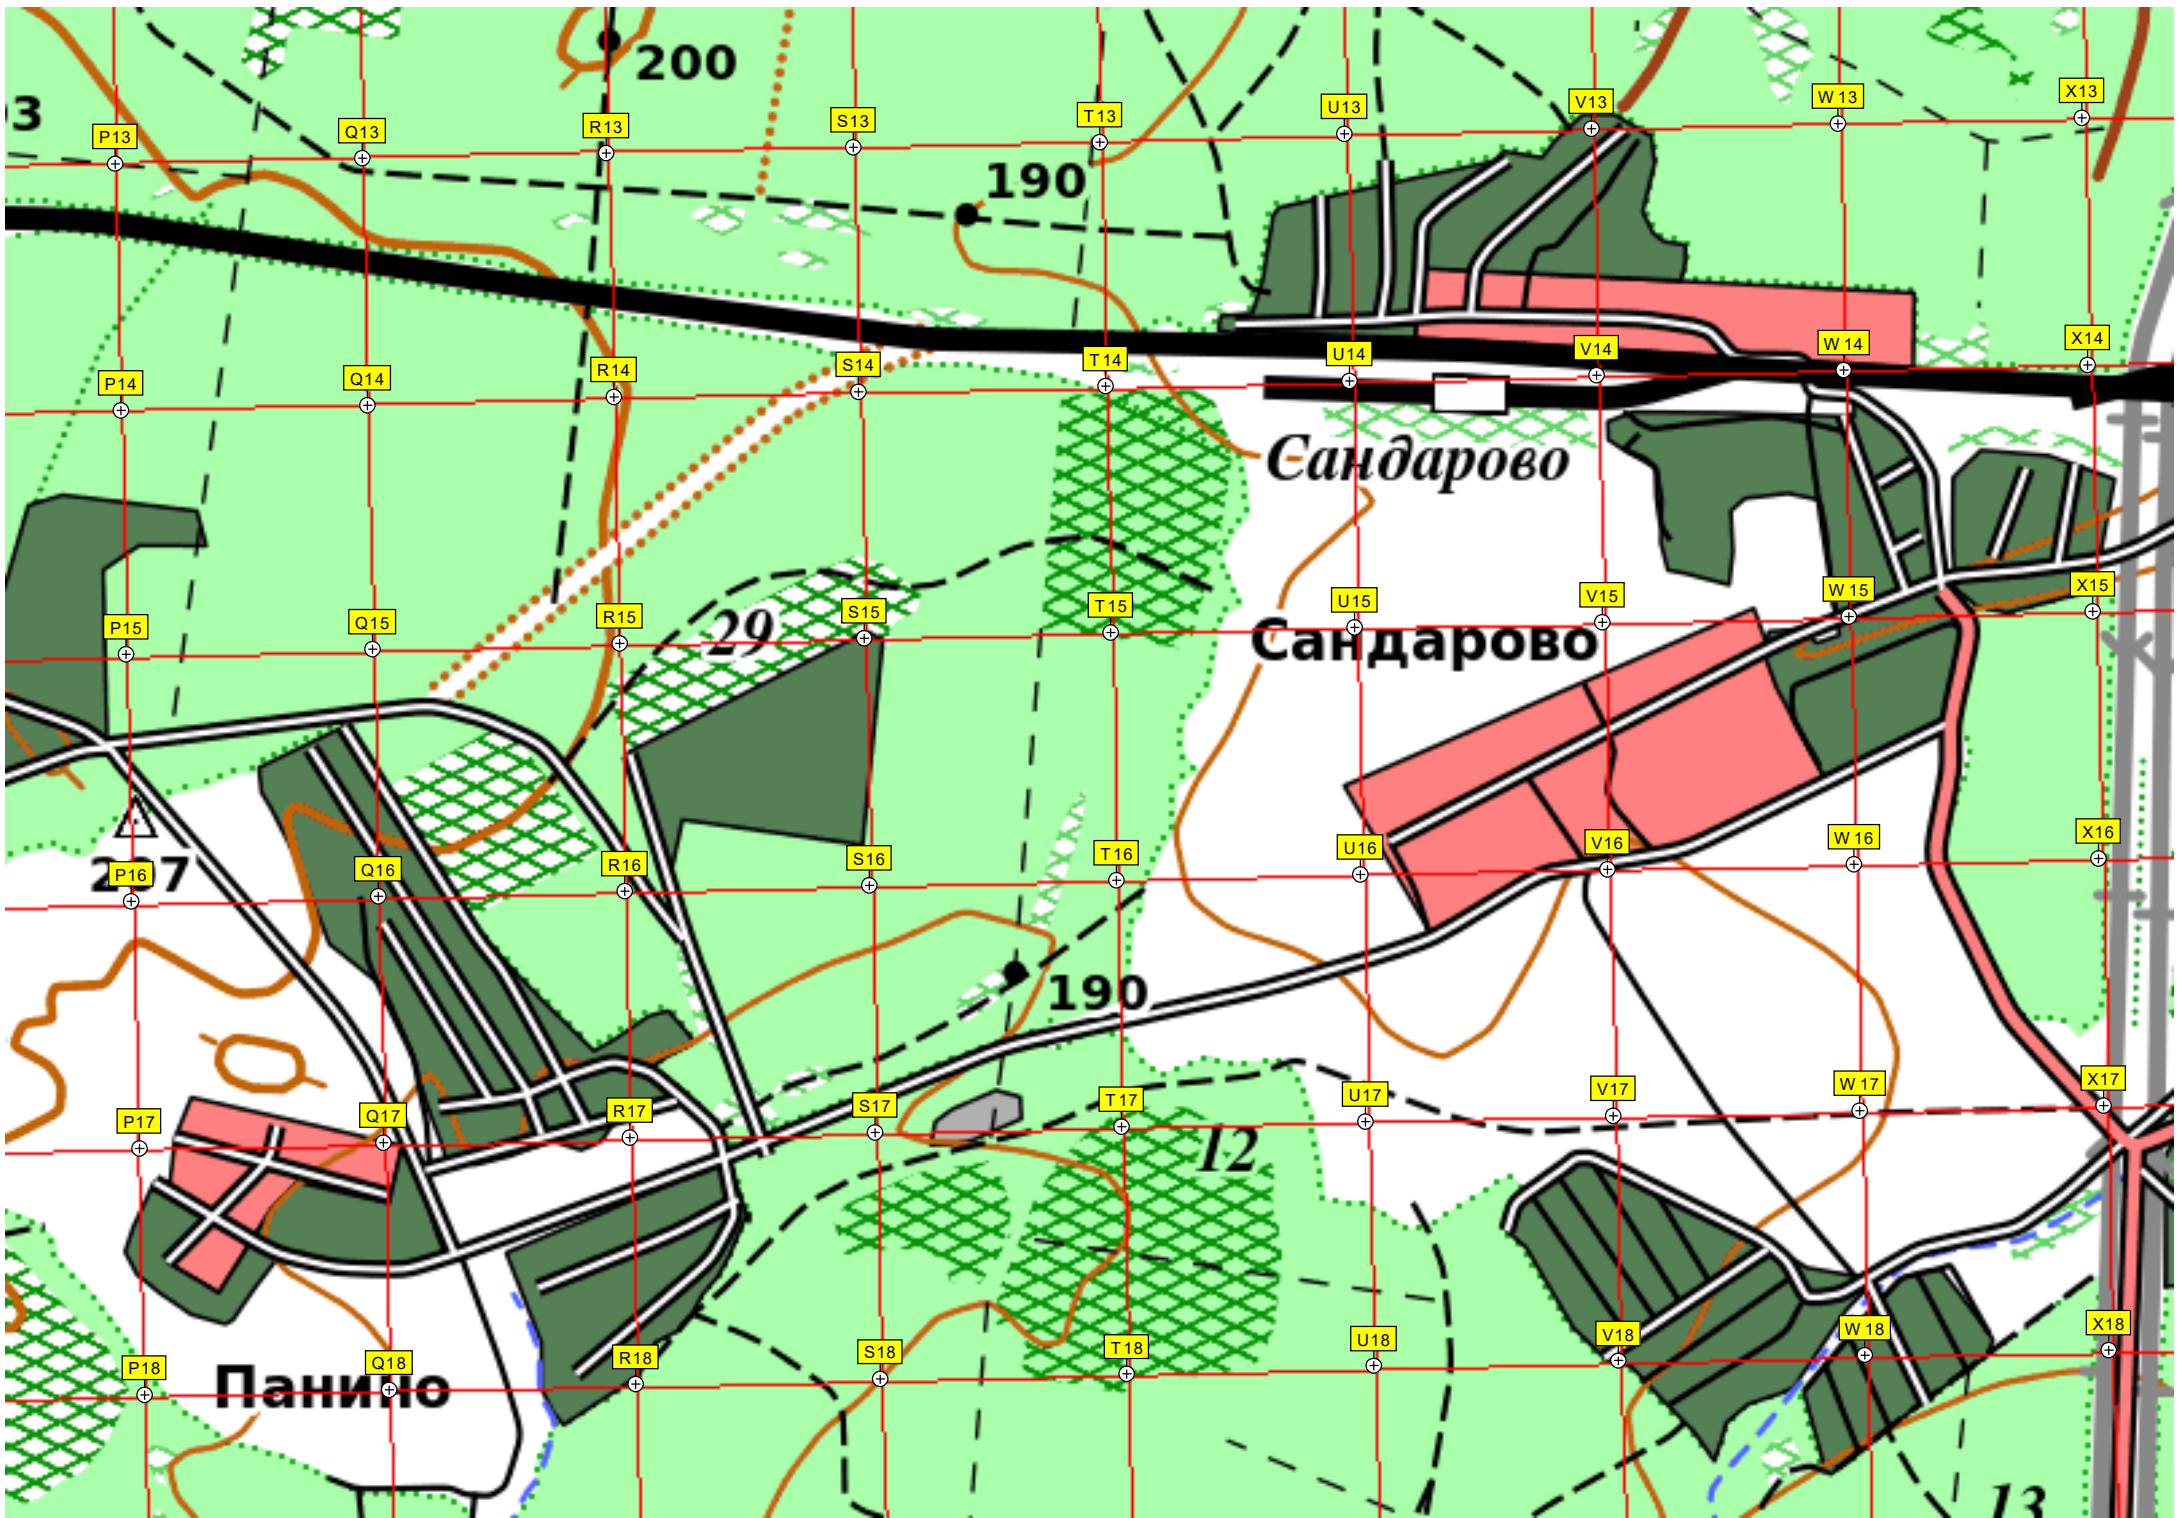 200
03
P13 Q13 R13 S13 T13 U13 V13 W13 X13
190
P14 Q14 R14 S14 T14 U14 V14 W14 X14
Сандарово
P15 Q15 R15 S15 T15 U15 V15 W15 X15
29
Сандарово
P16 Q16 R16 S16 T16 U16 V16 W16 X16
190
P17 Q17 R17 S17 T17 U17 V17 W17 X17
12
P18 Q18 R18 S18 T18 U18 V18 W18 X18
Панино
13